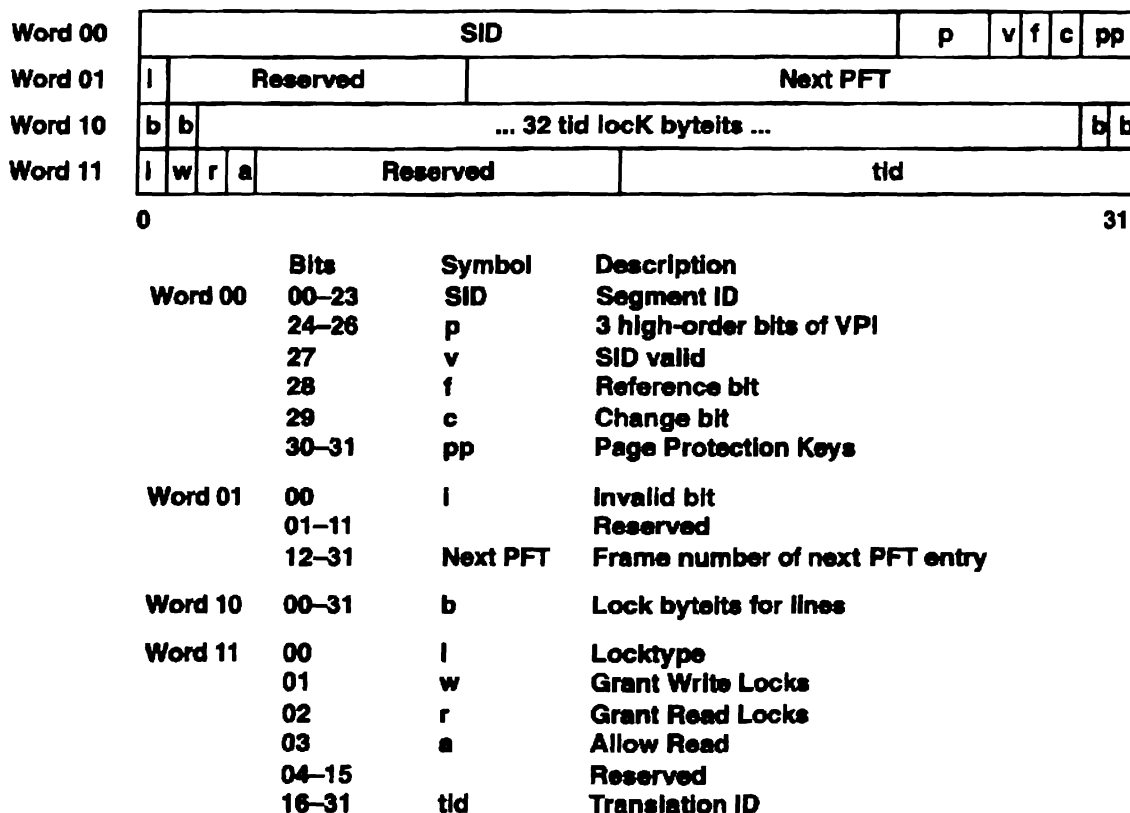 Word 00 SID p v f c pp
Word 01 I Reserved Next PFT
Word 10 b b ... 32 tid locK byteits ... b b
Word 11 l w r a Reserved tid
0 31
Bits Symbol Description
Word 00 00–23 SID Segment ID
24–26 p 3 high-order bits of VPI
27 v SID valid
28 f Reference bit
29 c Change bit
30–31 pp Page Protection Keys
Word 01 00 I Invalid bit
01–11 Reserved
12–31 Next PFT Frame number of next PFT entry
Word 10 00–31 b Lock byteits for lines
Word 11 00 l Locktype
01 w Grant Write Locks
02 r Grant Read Locks
03 a Allow Read
04–15 Reserved
16–31 tid Translation ID